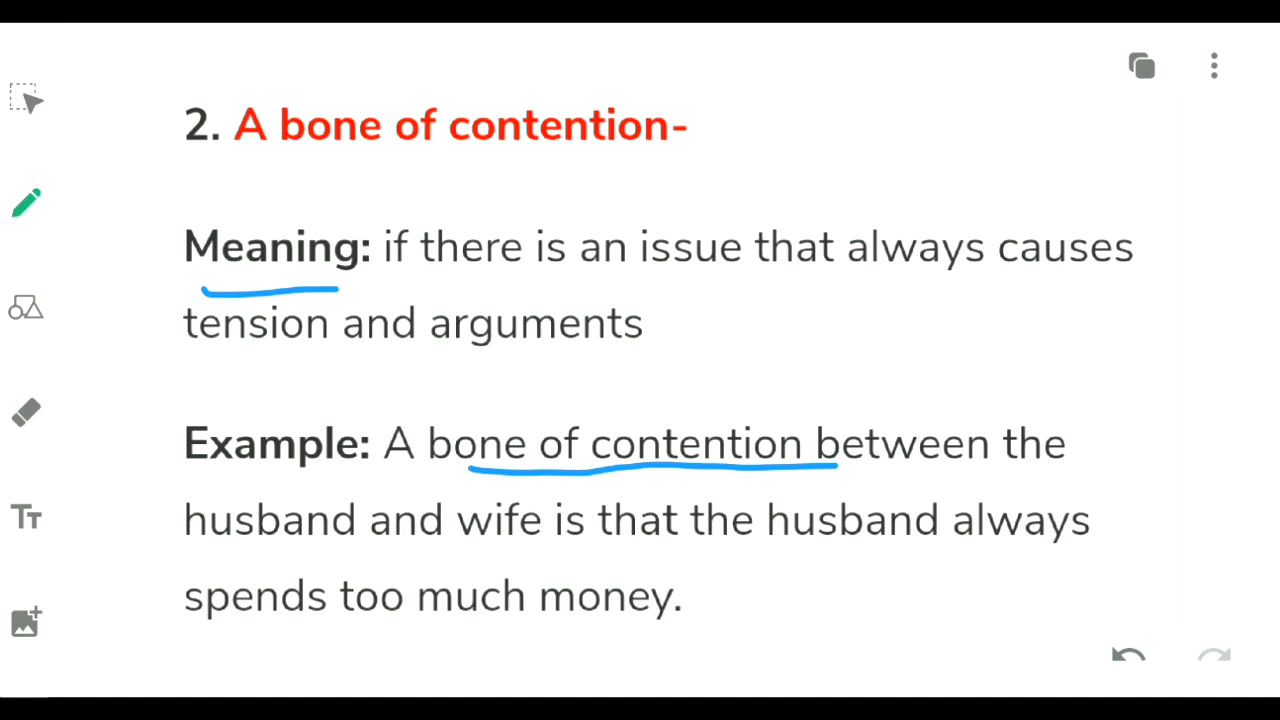 2. A bone of contention-
Meaning: if there is an issue that always causes
tension and arguments
Example: A bone of contention between the
husband and wife is that the husband always
spends too much money.
TT